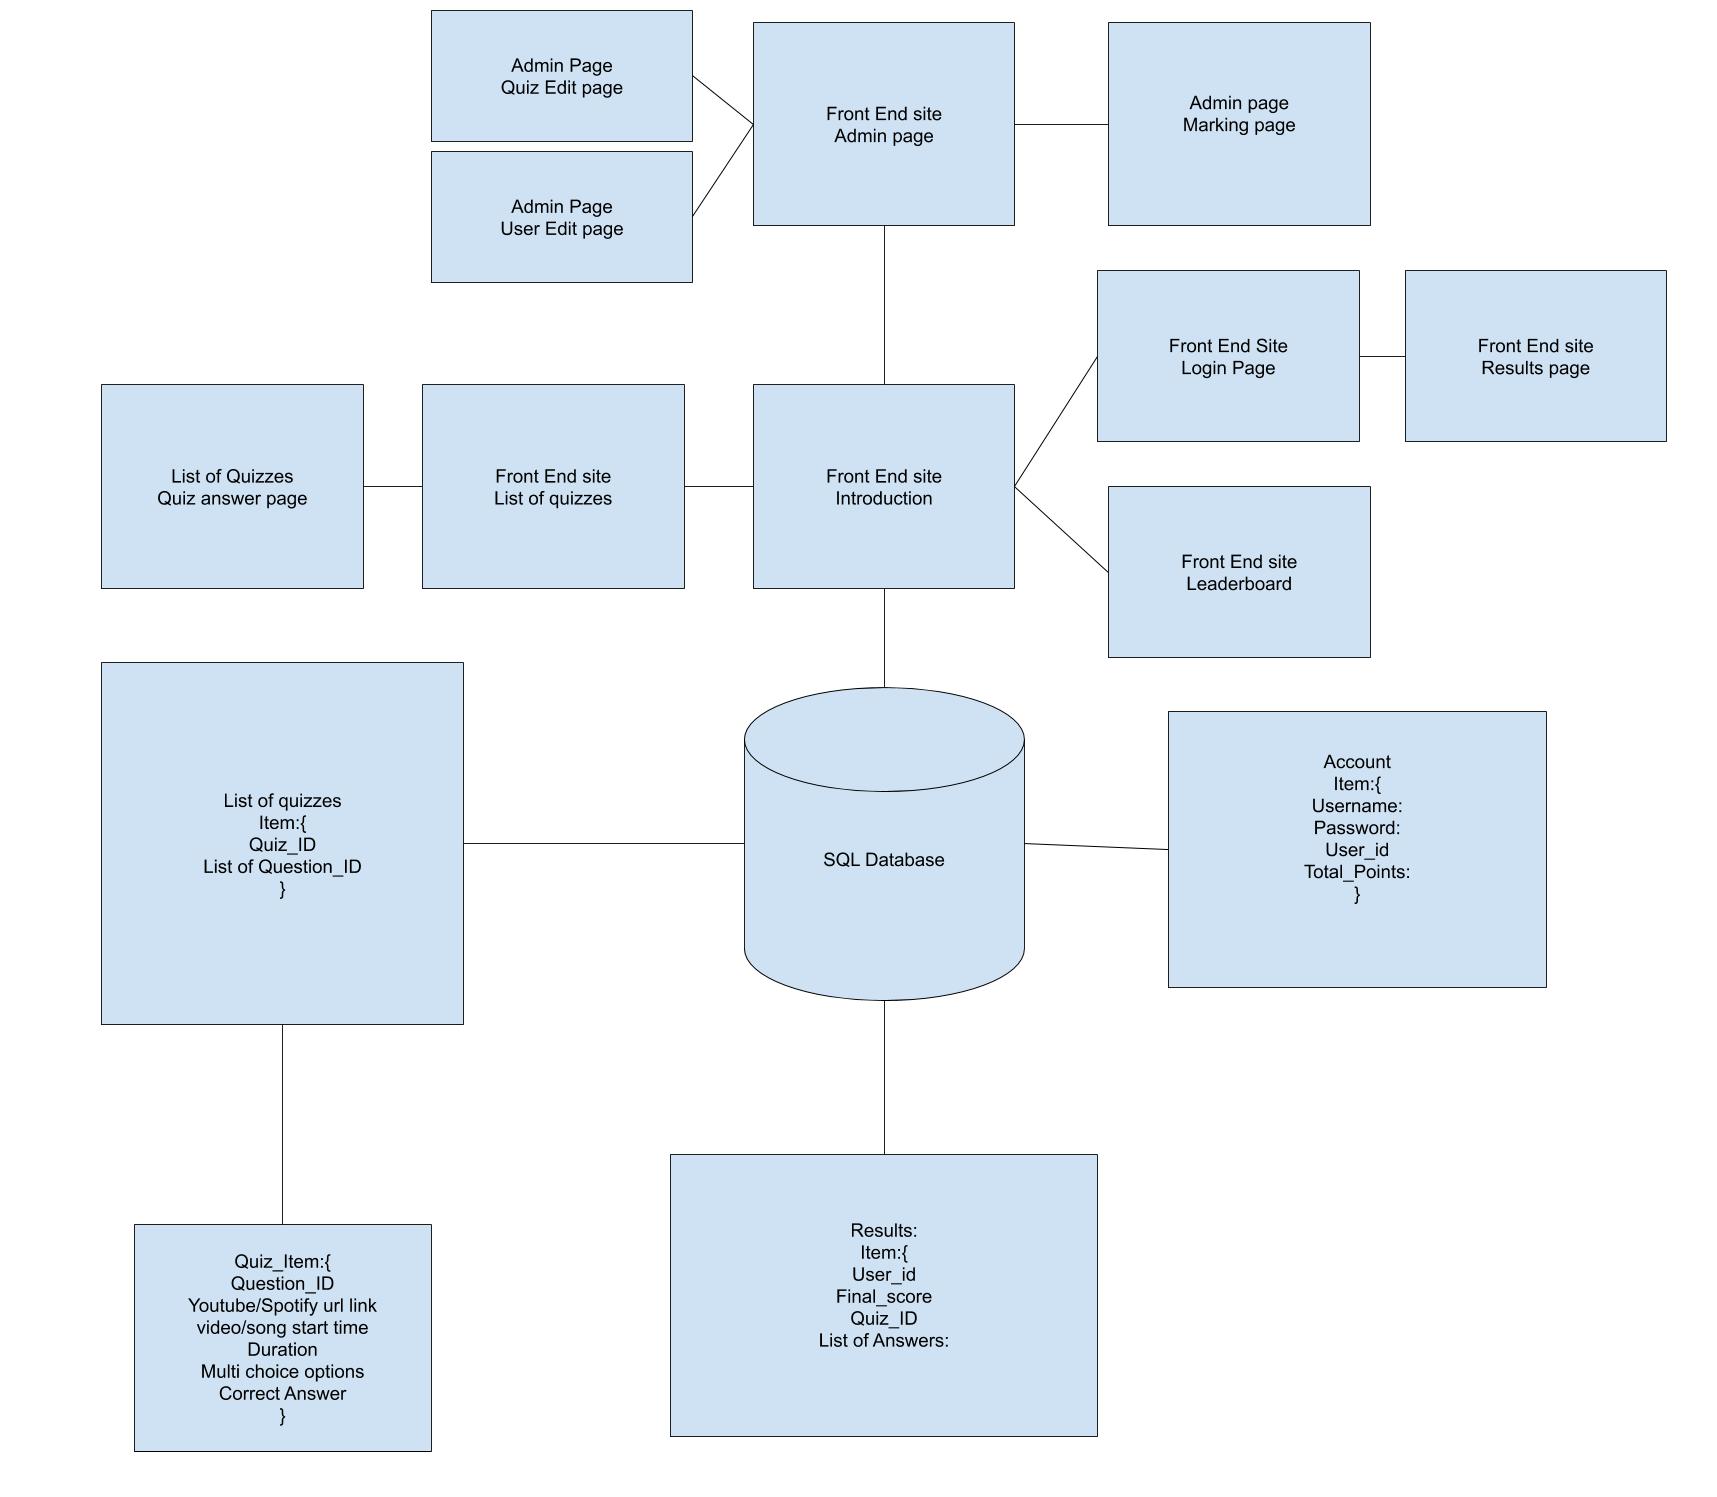 Admin Page
Quiz Edit page
Front End site
Admin page
Admin page
Marking page
Admin Page
User Edit page
Front End Site
Login Page
Front End site
Results page
List of Quizzes
Quiz answer page
Front End site
List of quizzes
Front End site
Introduction
Front End site
Leaderboard
List of quizzes
Item:{
Quiz_ID
List of Question_ID
}
SQL Database
Account
Item:{
Username:
Password:
User_id
Total_Points:
}
Quiz_Item:{
Question_ID
Youtube/Spotify url link
video/song start time
Duration
Multi choice options
Correct Answer
}
Results:
Item:{
User_id
Final_score
Quiz_ID
List of Answers: